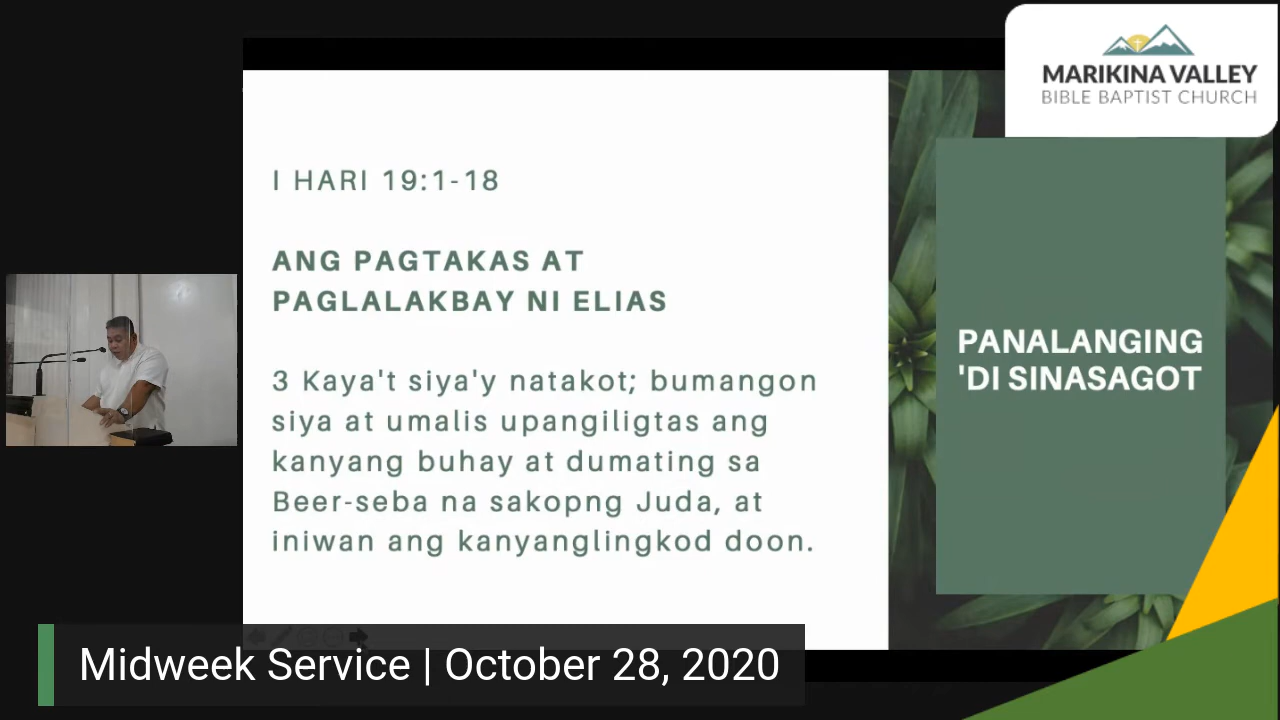 MARIKINA VALLEY
BIBLE BAPTIST CHURCH
I HARI 19:1-18
ANG PAGTAKAS AT
PAGLALAKBAY NI ELIAS
3 Kaya't siya'y natakot; bumangon
siya at umalis upangiligtas ang
kanyang buhay at dumating sa
Beer-seba na sakopng Juda, at
iniwan ang kanyanglingkod doon.
PANALANGING
'DI SINASAGOT
Midweek Service | October 28, 2020